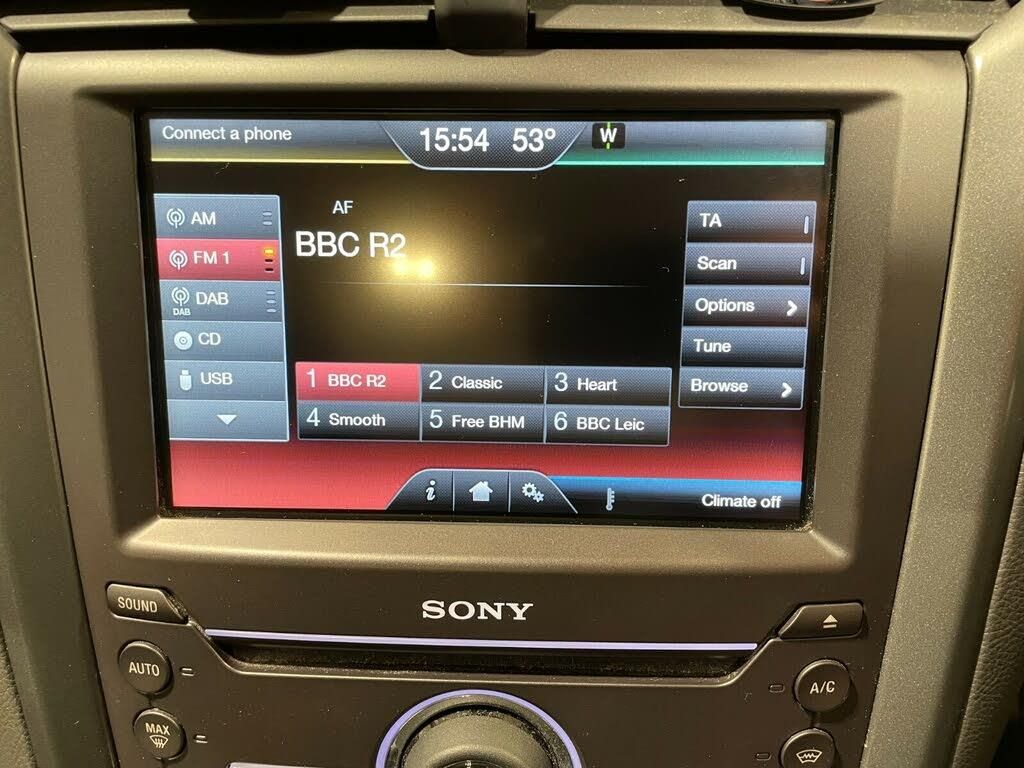 Connect a phone
15:54 53°
W
AM
FM 1
DAB
DAB
CD
USB
AF
BBC R2
TA
Scan
Options
Tune
Browse
1 BBC R2
2 Classic
3 Heart
4 Smooth
5 Free BHM
6 BBC Leic
i
Climate off
SOUND
SONY
AUTO
A/C
MAX